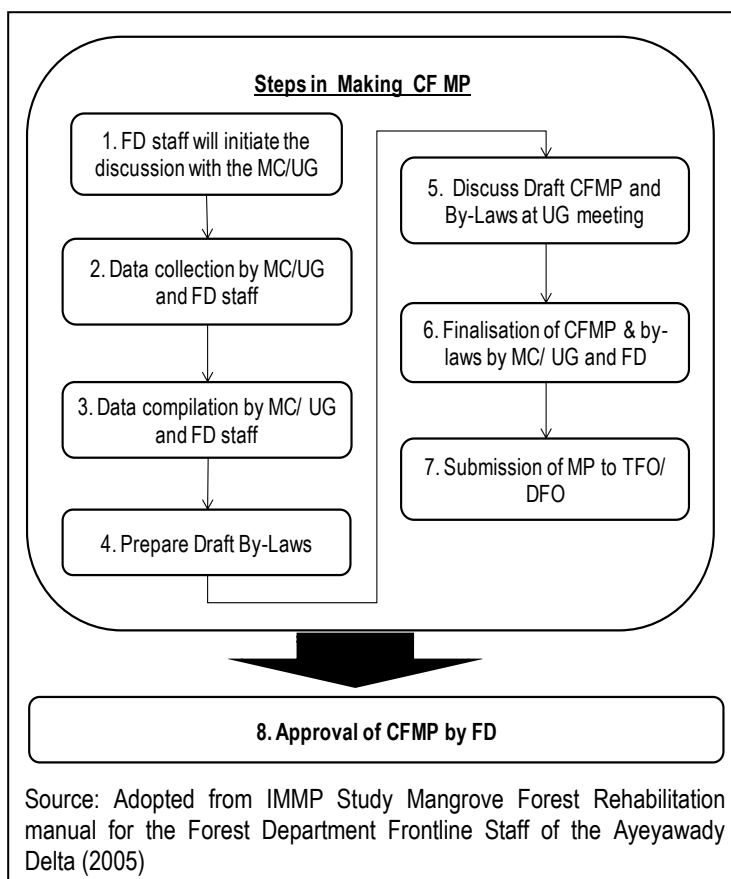 Steps in Making CF MP
1. FD staff will initiate the
discussion with the MC/UG
2. Data collection by MC/UG
and FD staff
3. Data compilation by MC/ UG
and FD staff
4. Prepare Draft By-Laws
5. Discuss Draft CFMP and
By-Laws at UG meeting
6. Finalisation of CFMP & by-
laws by MC/ UG and FD
7. Submission of MP to TFO/
DFO
8. Approval of CFMP by FD
Source: Adopted from IMMP Study Mangrove Forest Rehabilitation
manual for the Forest Department Frontline Staff of the Ayeyawady
Delta (2005)